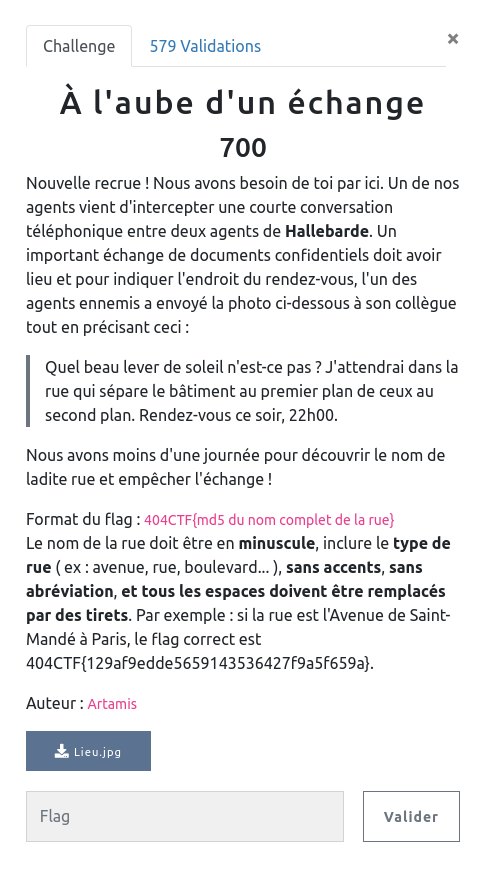 Challenge
579 Validations
×
À l'aube d'un échange
700
Nouvelle recrue ! Nous avons besoin de toi par ici. Un de nos
agents vient d'intercepter une courte conversation
téléphonique entre deux agents de Hallebarde. Un
important échange de documents confidentiels doit avoir
lieu et pour indiquer l'endroit du rendez-vous, l'un des
agents ennemis a envoyé la photo ci-dessous à son collègue
tout en précisant ceci :
Quel beau lever de soleil n'est-ce pas ? J'attendrai dans la
rue qui sépare le bâtiment au premier plan de ceux au
second plan. Rendez-vous ce soir, 22h00.
Nous avons moins d'une journée pour découvrir le nom de
ladite rue et empêcher l'échange !
Format du flag : 404CTF{md5 du nom complet de la rue}
Le nom de la rue doit être en minuscule, inclure le type de
rue ( ex : avenue, rue, boulevard... ), sans accents, sans
abréviation, et tous les espaces doivent être remplacés
par des tirets. Par exemple : si la rue est l'Avenue de Saint-
Mandé à Paris, le flag correct est
404CTF{129af9edde5659143536427f9a5f659a}.
Auteur : Artamis
Lieu.jpg
Flag
Valider